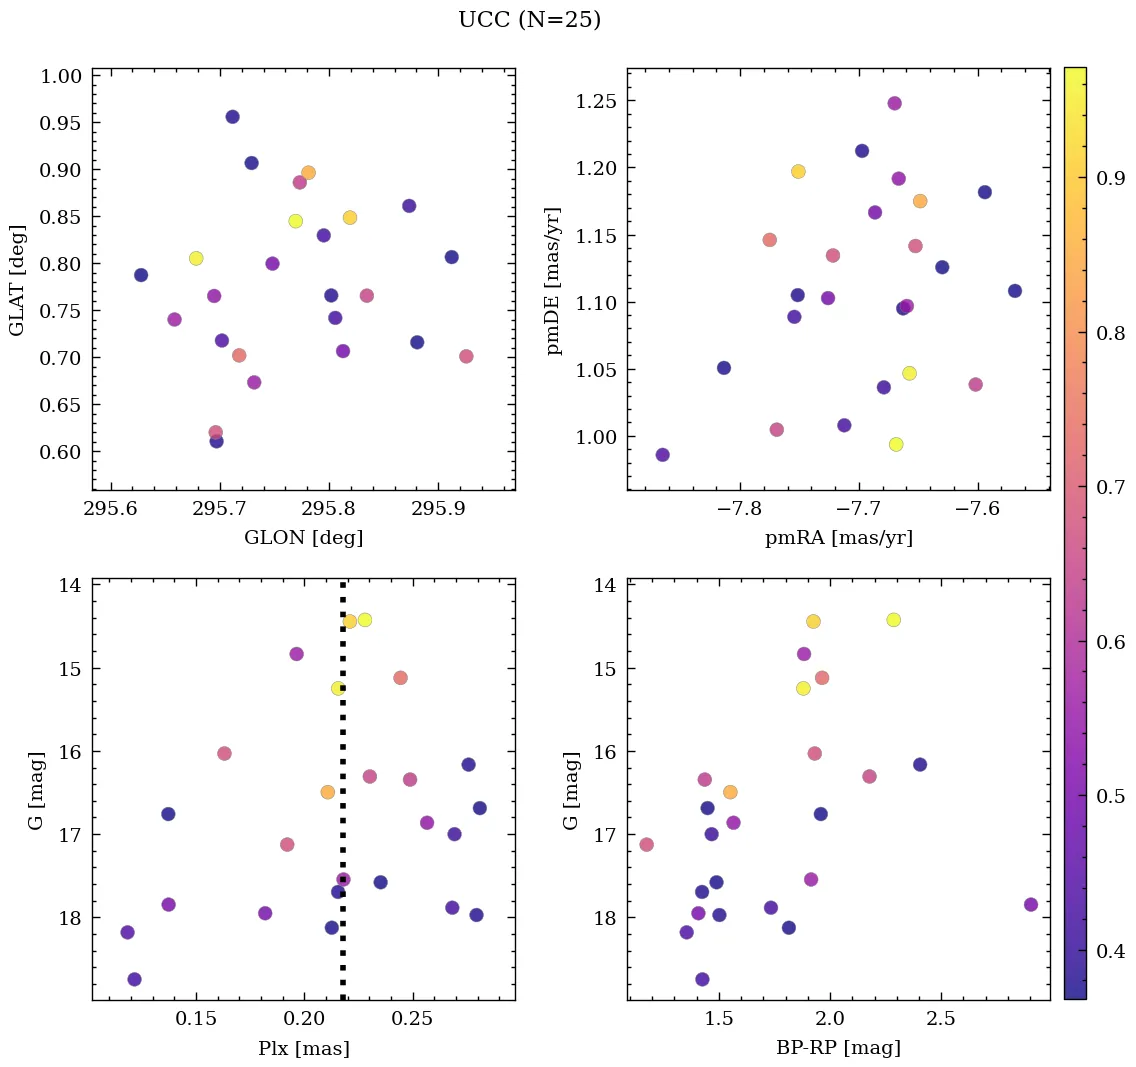 UCC (N=25)
1.00
0.95
0.90
0.85
0.80
0.75
0.70
0.65
0.60
GLAT [deg]
295.6 295.7 295.8 295.9
GLON [deg]
1.25
1.20
1.15
1.10
1.05
1.00
pmDE [mas/yr]
−7.8 −7.7 −7.6
pmRA [mas/yr]
14
15
16
17
18
G [mag]
0.15 0.20 0.25
Plx [mas]
14
15
16
17
18
G [mag]
1.5 2.0 2.5
BP-RP [mag]
0.9
0.8
0.7
0.6
0.5
0.4